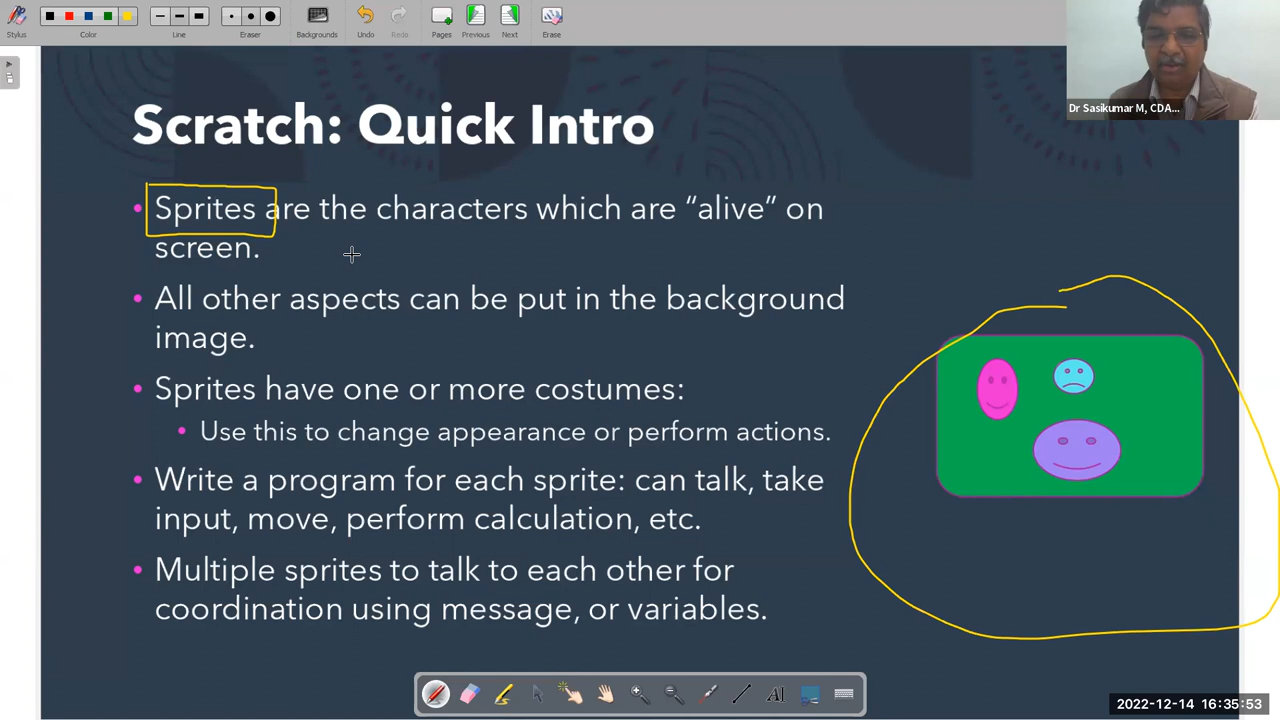 Stylus
Color
Line
Eraser
Backgrounds
Undo
Redo
Pages
Previous
Next
Erase
Dr Sasikumar M, CDA...
Scratch: Quick Intro
• Sprites are the characters which are “alive” on
screen.
• All other aspects can be put in the background
image.
• Sprites have one or more costumes:
• Use this to change appearance or perform actions.
• Write a program for each sprite: can talk, take
input, move, perform calculation, etc.
• Multiple sprites to talk to each other for
coordination using message, or variables.
AI
2022-12-14 16:35:53